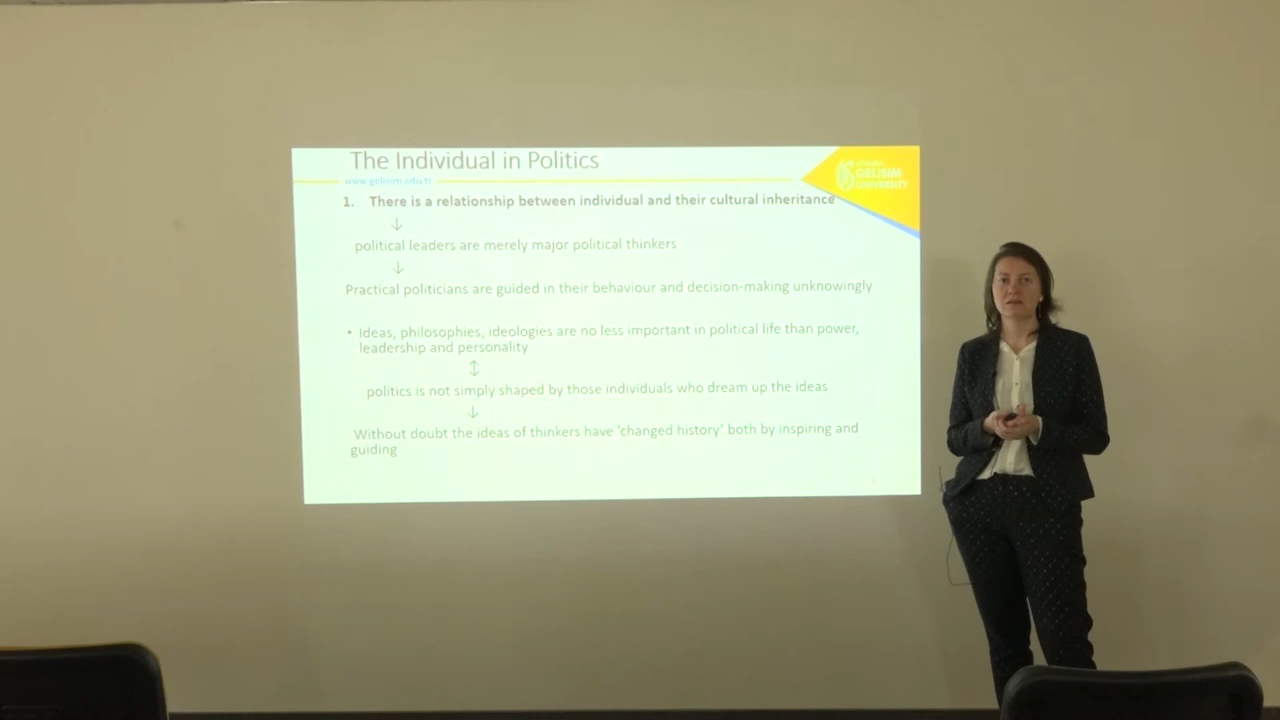 The Individual in Politics
www.gelisim.edu.tr
GELISIM
UNIVERSITY
1. There is a relationship between individual and their cultural inheritance
↓
political leaders are merely major political thinkers
↓
Practical politicians are guided in their behaviour and decision-making unknowingly
• Ideas, philosophies, ideologies are no less important in political life than power,
leadership and personality
↕
politics is not simply shaped by those individuals who dream up the ideas
↓
Without doubt the ideas of thinkers have ‘changed history’ both by inspiring and
guiding